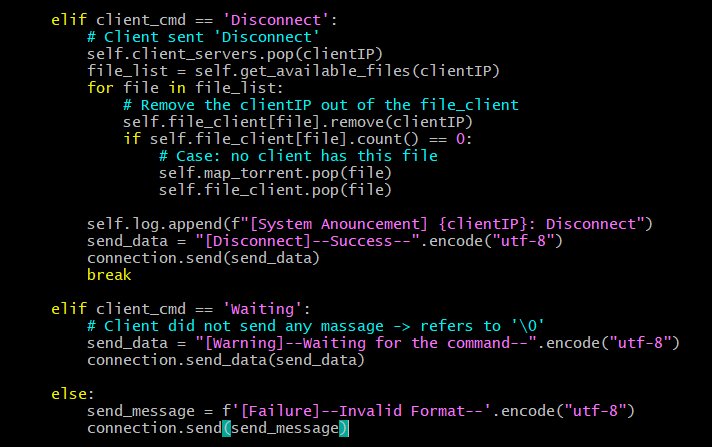 elif client_cmd == 'Disconnect':
    # Client sent 'Disconnect'
    self.client_servers.pop(clientIP)
    file_list = self.get_available_files(clientIP)
    for file in file_list:
        # Remove the clientIP out of the file_client
        self.file_client[file].remove(clientIP)
        if self.file_client[file].count() == 0:
            # Case: no client has this file
            self.map_torrent.pop(file)
            self.file_client.pop(file)

    self.log.append(f"[System Anouncement] {clientIP}: Disconnect")
    send_data = "[Disconnect]--Success--".encode("utf-8")
    connection.send(send_data)
    break

elif client_cmd == 'Waiting':
    # Client did not send any massage -> refers to '\0'
    send_data = "[Warning]--Waiting for the command--".encode("utf-8")
    connection.send_data(send_data)

else:
    send_message = f'[Failure]--Invalid Format--'.encode("utf-8")
    connection.send(send_message)